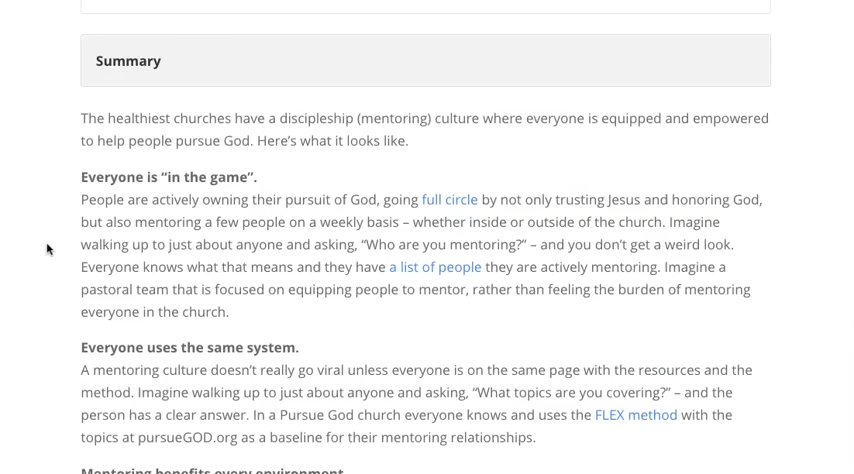 Summary
The healthiest churches have a discipleship (mentoring) culture where everyone is equipped and empowered
to help people pursue God. Here’s what it looks like.
Everyone is “in the game”.
People are actively owning their pursuit of God, going full circle by not only trusting Jesus and honoring God,
but also mentoring a few people on a weekly basis – whether inside or outside of the church. Imagine
walking up to just about anyone and asking, “Who are you mentoring?” – and you don’t get a weird look.
Everyone knows what that means and they have a list of people they are actively mentoring. Imagine a
pastoral team that is focused on equipping people to mentor, rather than feeling the burden of mentoring
everyone in the church.
Everyone uses the same system.
A mentoring culture doesn’t really go viral unless everyone is on the same page with the resources and the
method. Imagine walking up to just about anyone and asking, “What topics are you covering?” – and the
person has a clear answer. In a Pursue God church everyone knows and uses the FLEX method with the
topics at pursueGOD.org as a baseline for their mentoring relationships.
Mentoring benefits every environment.